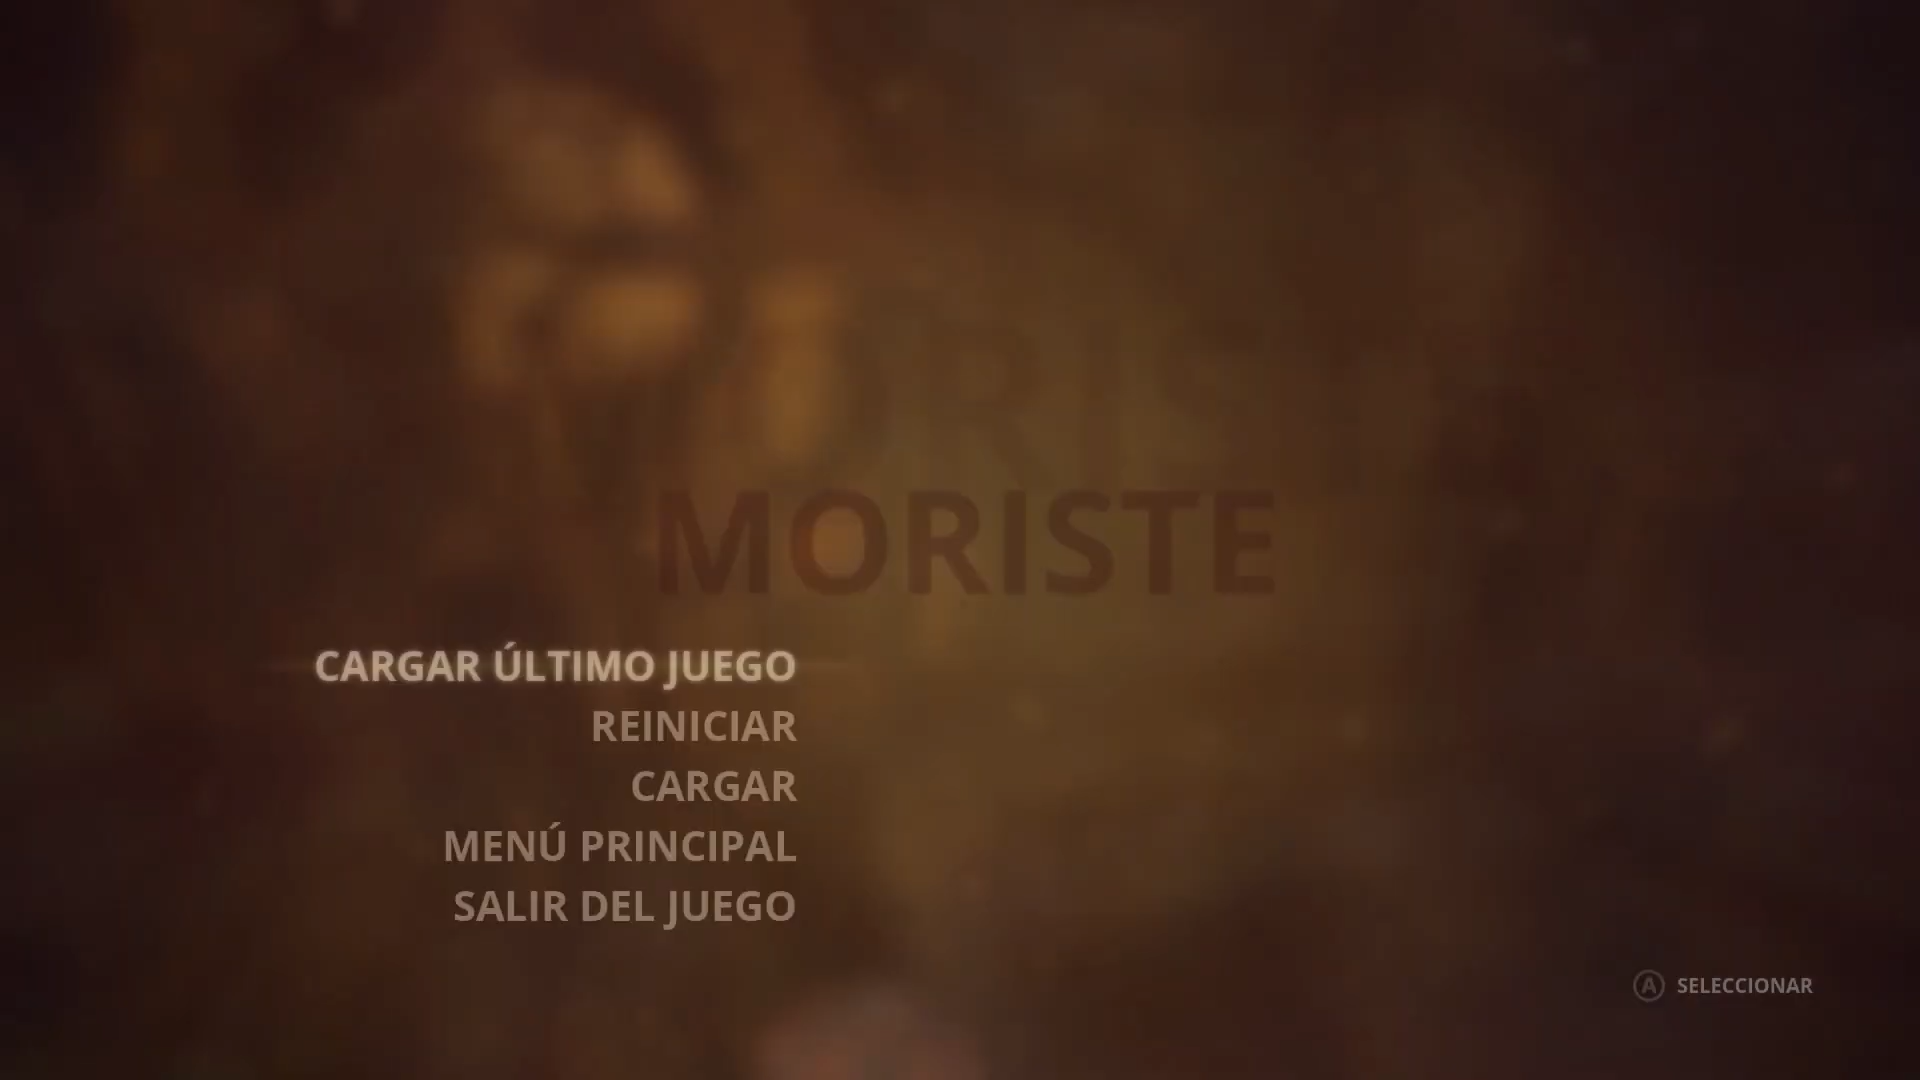 MORISTE
CARGAR ÚLTIMO JUEGO
REINICIAR
CARGAR
MENÚ PRINCIPAL
SALIR DEL JUEGO
A SELECCIONAR